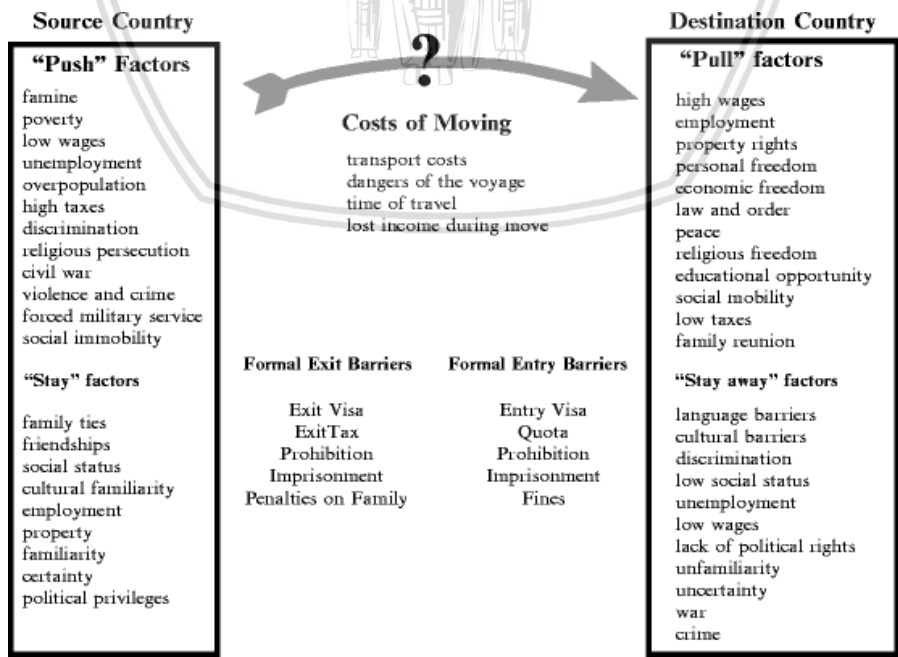 Source Country
"Push" Factors
famine
poverty
low wages
unemployment
overpopulation
high taxes
discrimination
religious persecution
civil war
violence and crime
forced military service
social immobility
"Stay" factors
family ties
friendships
social status
cultural familiarity
employment
property
familiarity
certainty
political privileges
?
Costs of Moving
transport costs
dangers of the voyage
time of travel
lost income during move
Formal Exit Barriers
Exit Visa
ExitTax
Prohibition
Imprisonment
Penalties on Family
Formal Entry Barriers
Entry Visa
Quota
Prohibition
Imprisonment
Fines
Destination Country
"Pull" factors
high wages
employment
property rights
personal freedom
economic freedom
law and order
peace
religious freedom
educational opportunity
social mobility
low taxes
family reunion
"Stay away" factors
language barriers
cultural barriers
discrimination
low social status
unemployment
low wages
lack of political rights
unfamiliarity
uncertainty
war
crime